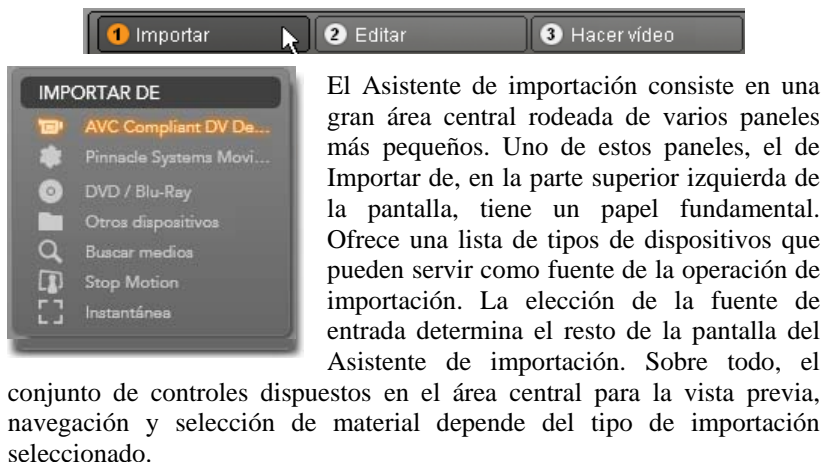 1 Importar 2 Editar 3 Hacer vídeo
IMPORTAR DE
AVC Compliant DV De...
Pinnacle Systems Movi...
DVD / Blu-Ray
Otros dispositivos
Buscar medios
Stop Motion
Instantánea
El Asistente de importación consiste en una
gran área central rodeada de varios paneles
más pequeños. Uno de estos paneles, el de
Importar de, en la parte superior izquierda de
la pantalla, tiene un papel fundamental.
Ofrece una lista de tipos de dispositivos que
pueden servir como fuente de la operación de
importación. La elección de la fuente de
entrada determina el resto de la pantalla del
Asistente de importación. Sobre todo, el
conjunto de controles dispuestos en el área central para la vista previa,
navegación y selección de material depende del tipo de importación
seleccionado.